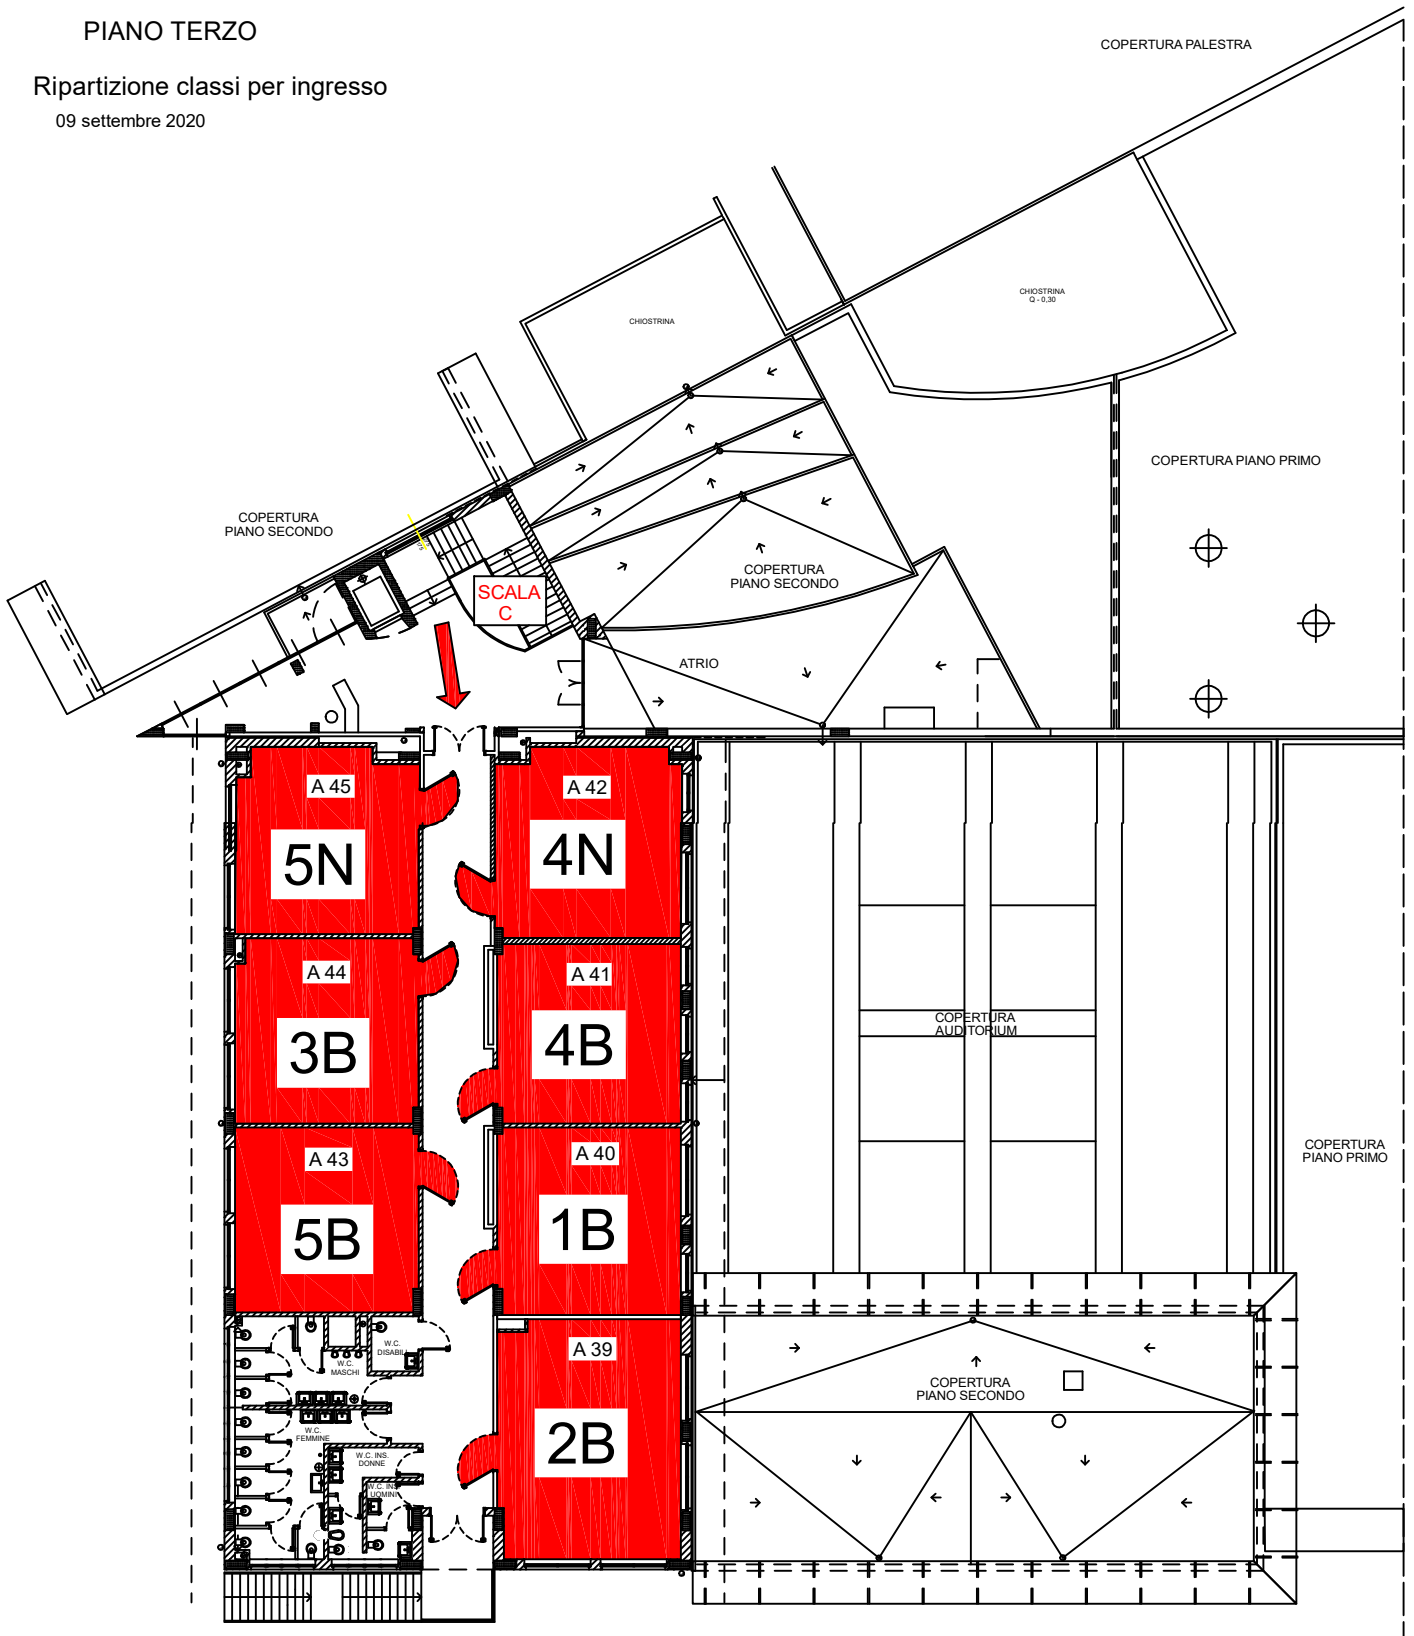 PIANO TERZO
Ripartizione classi per ingresso
09 settembre 2020
COPERTURA PALESTRA
CHIOSTRINA
Q - 0,30
CHIOSTRINA
COPERTURA PIANO PRIMO
COPERTURA
PIANO SECONDO
COPERTURA
PIANO SECONDO
SCALA
C
ATRIO
A 45
5N
A 42
4N
A 44
3B
A 41
4B
COPERTURA
AUDITORIUM
A 43
5B
A 40
1B
COPERTURA
PIANO PRIMO
W.C.
DISABILI
W.C.
MASCHI
A 39
2B
COPERTURA
PIANO SECONDO
W.C.
FEMMINE
W.C. INS.
DONNE
W.C. INS.
UOMINI